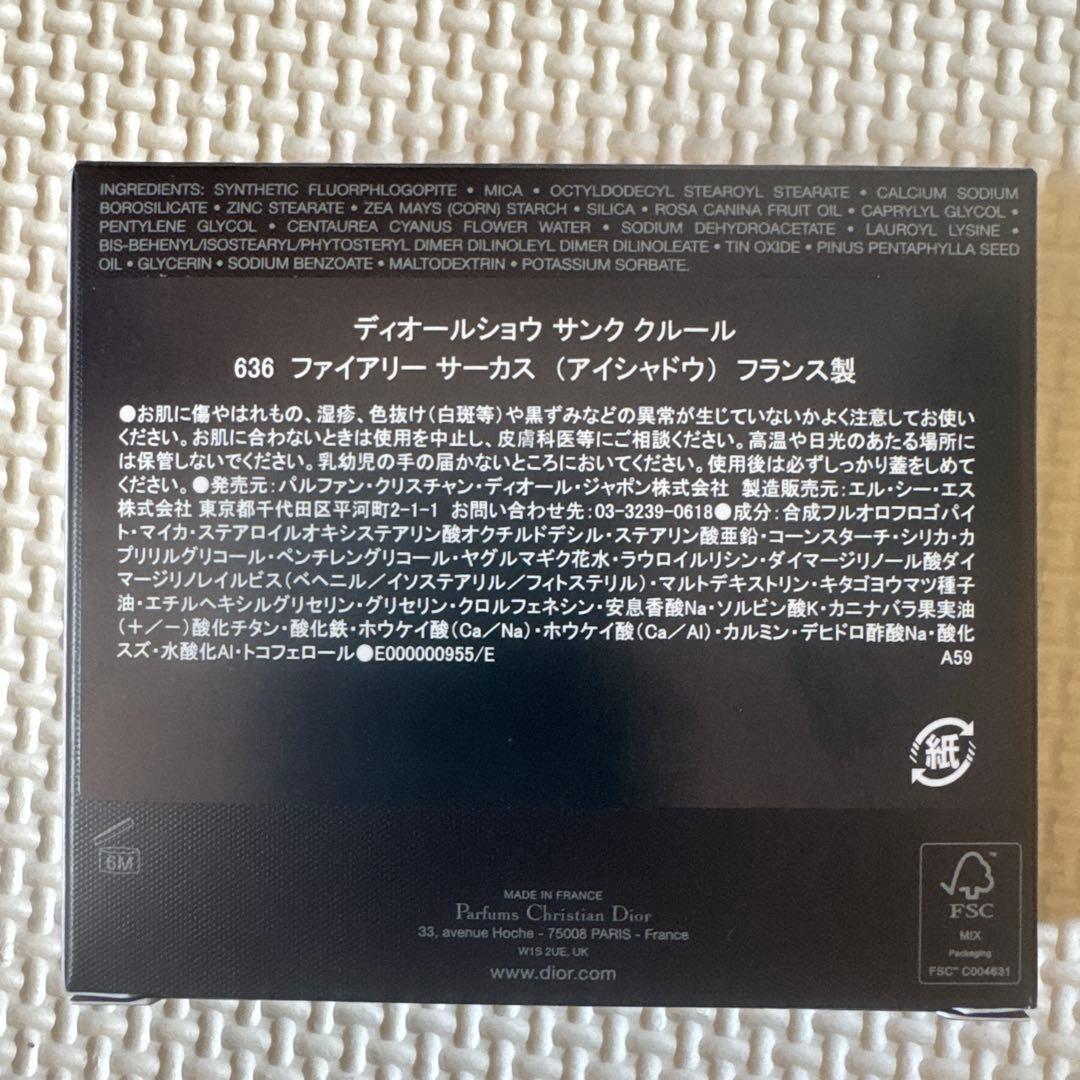 INGREDIENTS: SYNTHETIC FLUORPHLOGOPITE • MICA • OCTYLDODECYL STEAROYL STEARATE • CALCIUM SODIUM
BOROSILICATE • ZINC STEARATE • ZEA MAYS (CORN) STARCH • SILICA • ROSA CANINA FRUIT OIL • CAPRYLYL GLYCOL •
PENTYLENE GLYCOL • CENTAUREA CYANUS FLOWER WATER • SODIUM DEHYDROACETATE • LAUROYL LYSINE •
BIS-BEHENYL/ISOSTEARYL/PHYTOSTERYL DIMER DILINOLEYL DIMER DILINOLEATE • TIN OXIDE • PINUS PENTAPHYLLA SEED
OIL • GLYCERIN • SODIUM BENZOATE • MALTODEXTRIN • POTASSIUM SORBATE.
ディオールショウ サンク クルール
636 ファイアリー サーカス （アイシャドウ） フランス製
●お肌に傷やはれもの、湿疹、色抜け（白斑等）や黒ずみなどの異常が生じていないかよく注意してお使い
ください。お肌に合わないときは使用を中止し、皮膚科医等にご相談ください。高温や日光のあたる場所に
は保管しないでください。乳幼児の手の届かないところにおいてください。使用後は必ずしっかり蓋をしめて
ください。●発売元：パルファン・クリスチャン・ディオール・ジャポン株式会社 製造販売元：エル・シー・エス
株式会社 東京都千代田区平河町2-1-1 お問い合わせ先：03-3239-0618●成分：合成フルオロフロゴパイ
ト・マイカ・ステアロイルオキシステアリン酸オクチルドデシル・ステアリン酸亜鉛・コーンスターチ・シリカ・カ
プリリルグリコール・ペンチレングリコール・ヤグルマギク花水・ラウロイルリシン・ダイマージリノール酸ダイ
マージリノレイルビス（ベヘニル／イソステアリル／フィトステリル）・マルトデキストリン・キタゴヨウマツ種子
油・エチルヘキシルグリセリン・グリセリン・クロルフェネシン・安息香酸Na・ソルビン酸K・カニナバラ果実油
（＋／－）酸化チタン・酸化鉄・ホウケイ酸（Ca／Na）・ホウケイ酸（Ca／Al）・カルミン・デヒドロ酢酸Na・酸化
スズ・水酸化Al・トコフェロール●E000000955/E A59
紙
6M
MADE IN FRANCE
Parfums Christian Dior
33, avenue Hoche - 75008 PARIS - France
W1S 2UE, UK
www.dior.com
FSC
MIX
Packaging
FSC™ C004631